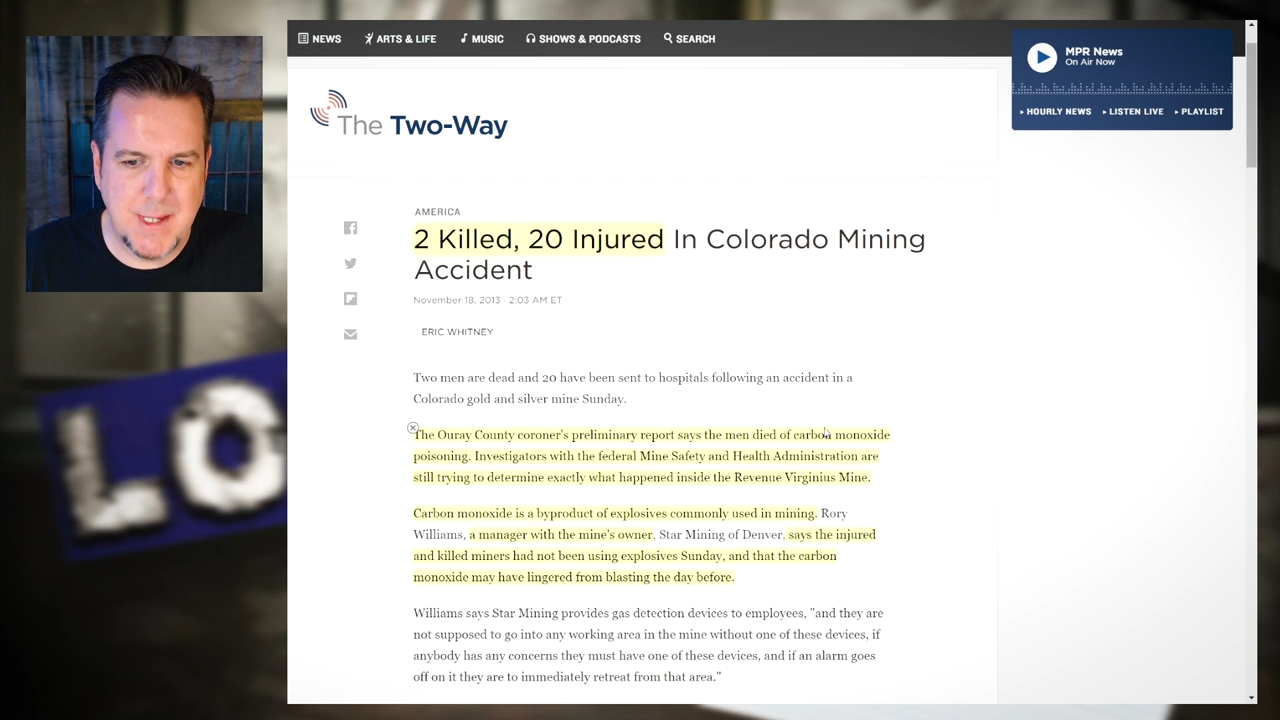 NEWS ARTS & LIFE MUSIC SHOWS & PODCASTS SEARCH
MPR News
On Air Now
HOURLY NEWS LISTEN LIVE PLAYLIST
The Two-Way
AMERICA
2 Killed, 20 Injured In Colorado Mining
Accident
November 18, 2013 · 2:03 AM ET
ERIC WHITNEY
Two men are dead and 20 have been sent to hospitals following an accident in a
Colorado gold and silver mine Sunday.
The Ouray County coroner's preliminary report says the men died of carbon monoxide
poisoning. Investigators with the federal Mine Safety and Health Administration are
still trying to determine exactly what happened inside the Revenue Virginius Mine.
Carbon monoxide is a byproduct of explosives commonly used in mining. Rory
Williams, a manager with the mine's owner, Star Mining of Denver, says the injured
and killed miners had not been using explosives Sunday, and that the carbon
monoxide may have lingered from blasting the day before.
Williams says Star Mining provides gas detection devices to employees, "and they are
not supposed to go into any working area in the mine without one of these devices, if
anybody has any concerns they must have one of these devices, and if an alarm goes
off on it they are to immediately retreat from that area."
LO